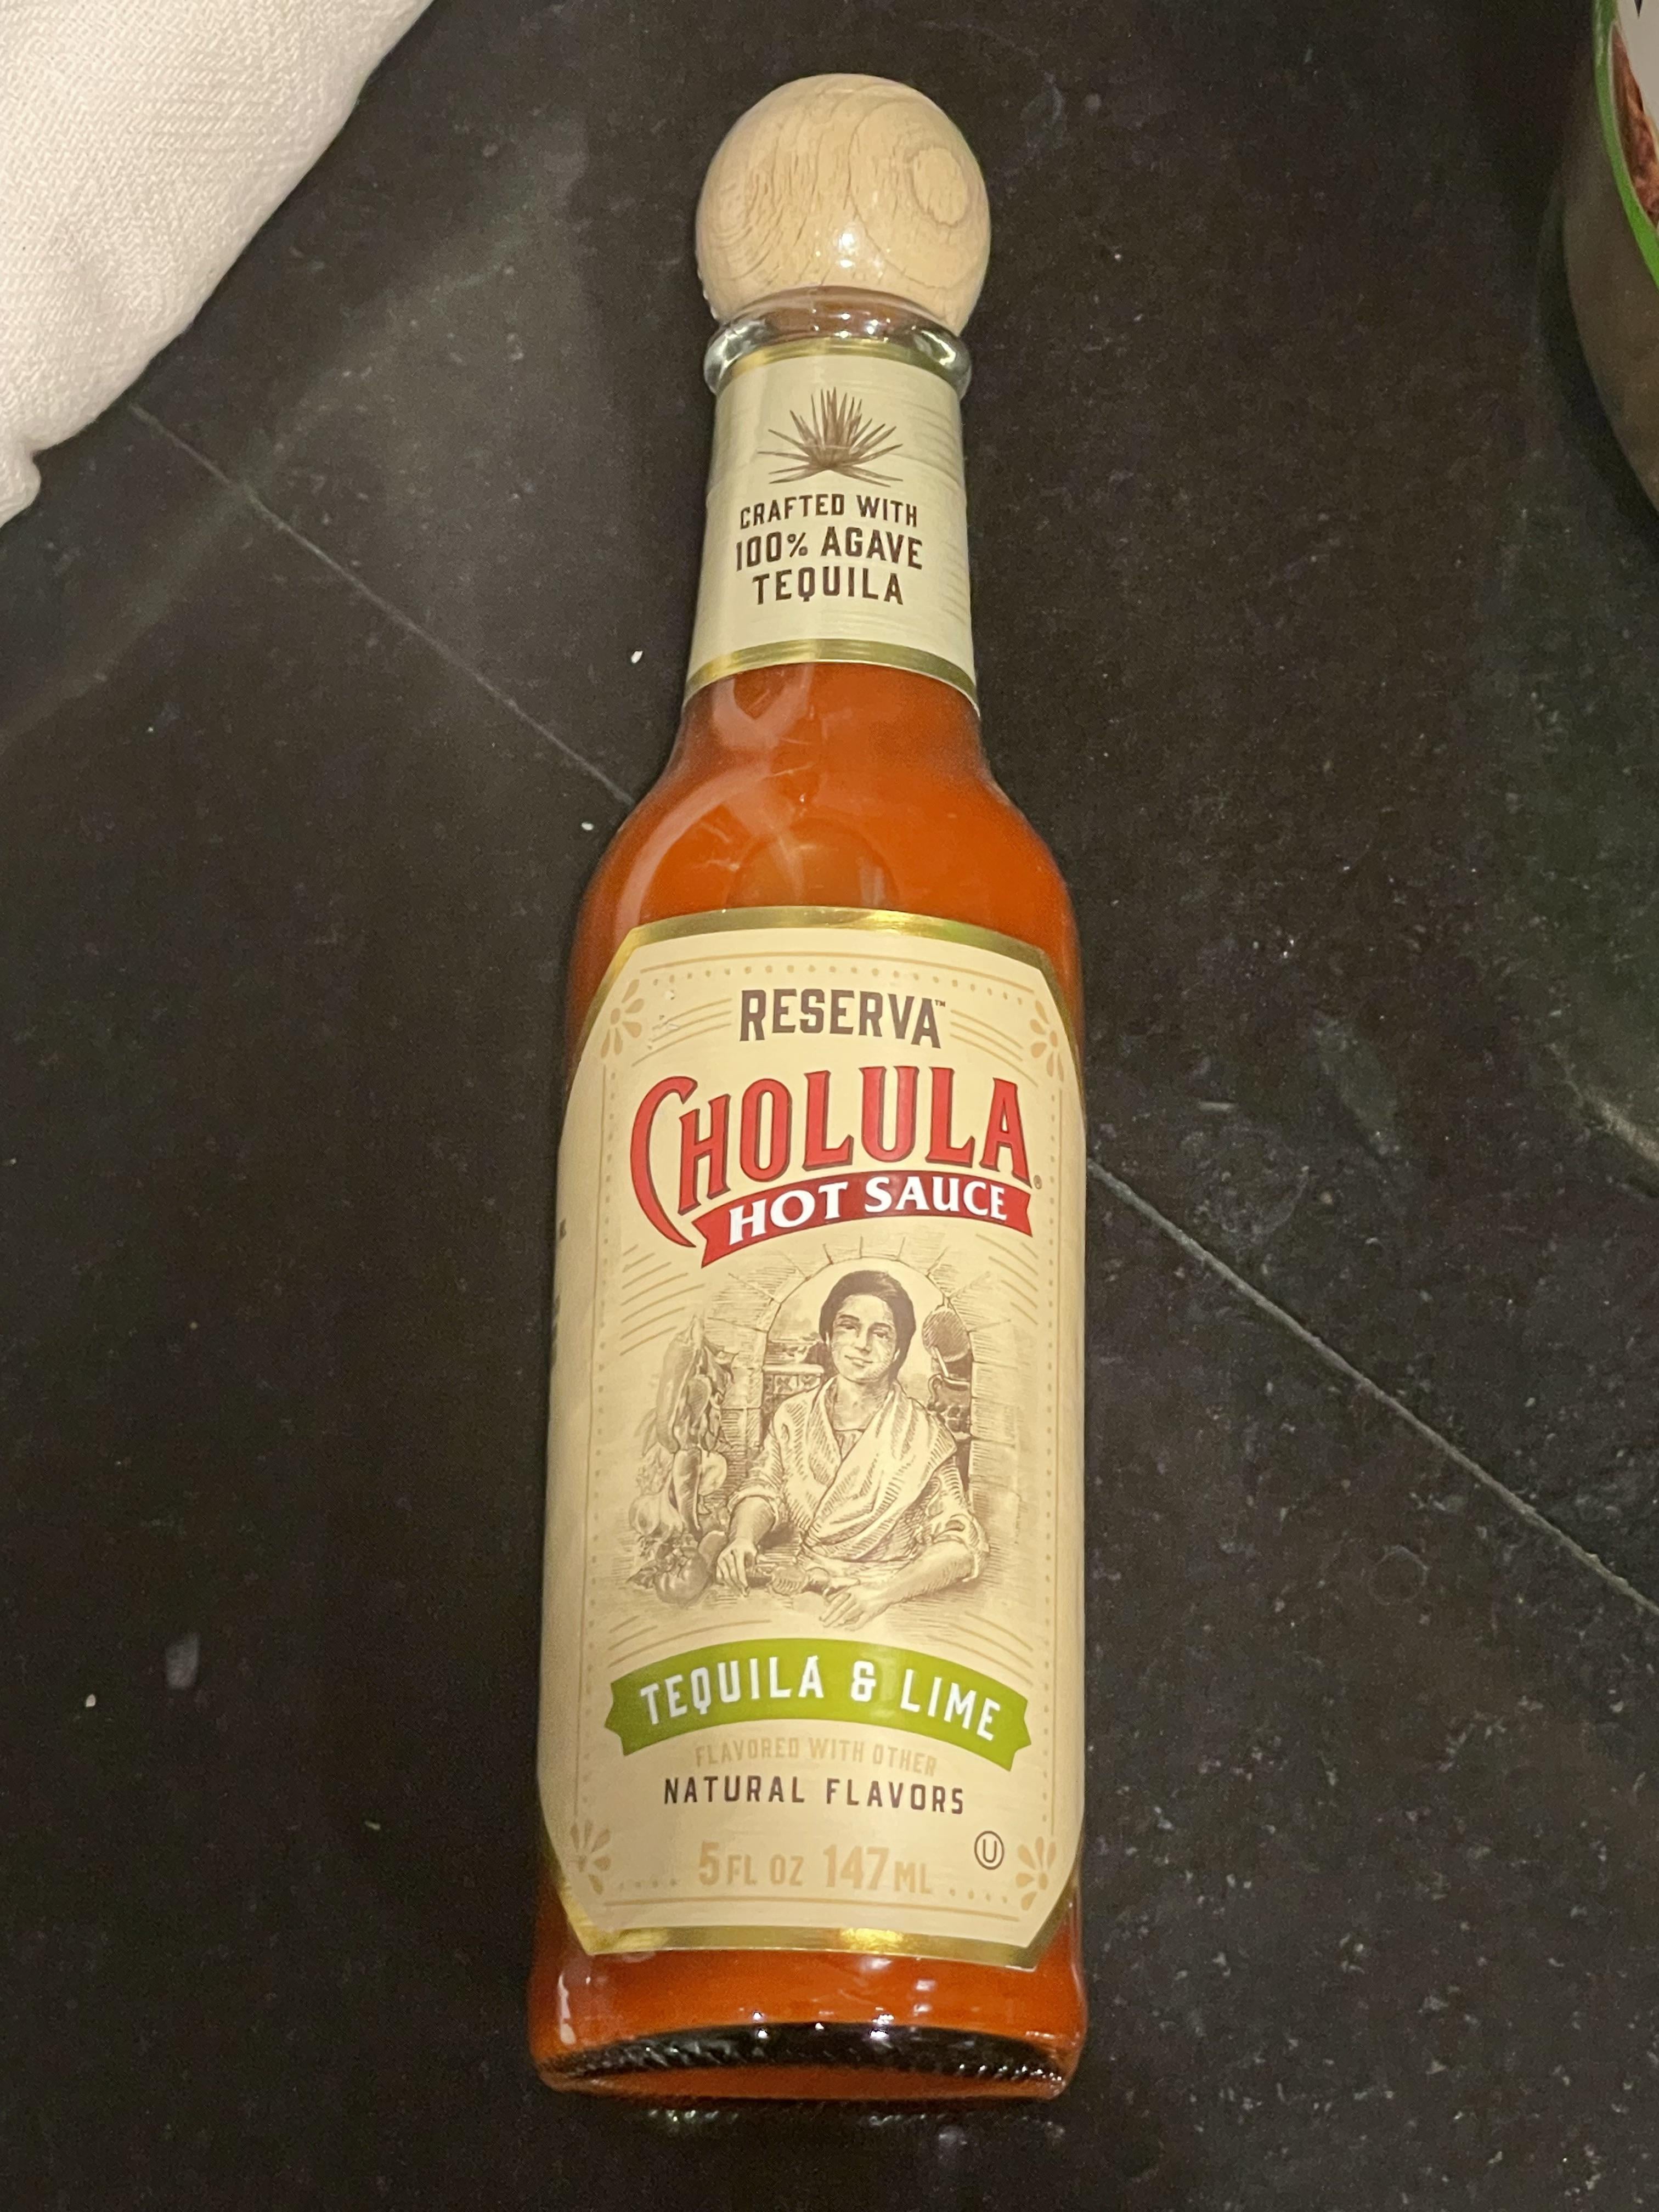 CRAFTED WITH
100% AGAVE
TEQUILA
RESERVA™
CHOLULA®
HOT SAUCE
TEQUILA & LIME
FLAVORED WITH OTHER
NATURAL FLAVORS
U
5 FL OZ 147 ML